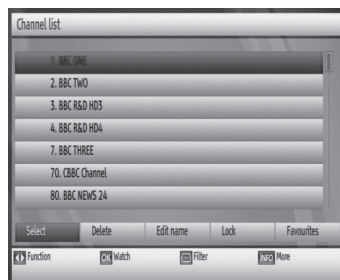 Channel list
1. BBC ONE
2. BBC TWO
3. BBC R&D HD3
4. BBC R&D HD4
7. BBC THREE
70. CBBC Channel
80. BBC NEWS 24
Select Delete Edit name Lock Favourites
Function OK Watch Filter INFO More